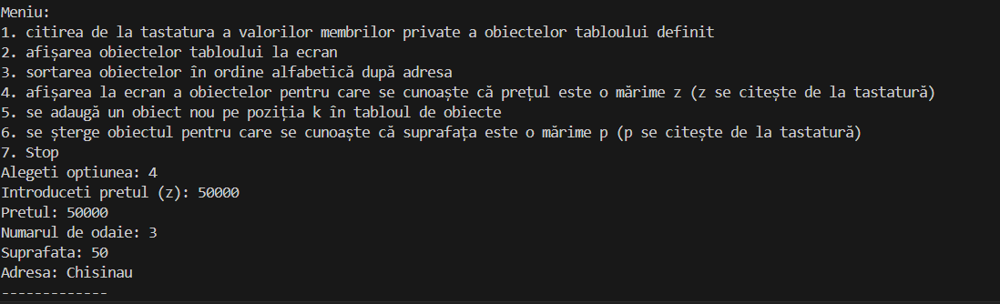 Meniu:
1. citirea de la tastatura a valorilor membrilor private a obiectelor tabloului definit
2. afișarea obiectelor tabloului la ecran
3. sortarea obiectelor în ordine alfabetică după adresa
4. afișarea la ecran a obiectelor pentru care se cunoaște că prețul este o mărime z (z se citește de la tastatură)
5. se adaugă un obiect nou pe poziția k în tabloul de obiecte
6. se șterge obiectul pentru care se cunoaște că suprafața este o mărime p (p se citește de la tastatură)
7. Stop
Alegeti optiunea: 4
Introduceti pretul (z): 50000
Pretul: 50000
Numarul de odaie: 3
Suprafata: 50
Adresa: Chisinau
-------------